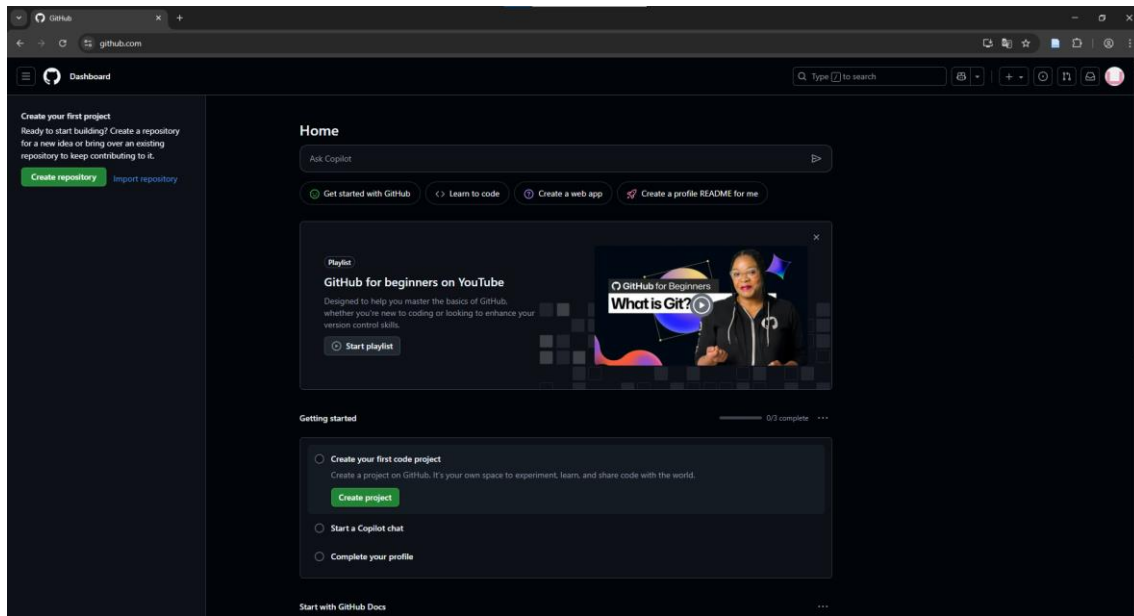 GitHub
github.com
Dashboard
Type / to search
Create your first project
Ready to start building? Create a repository
for a new idea or bring over an existing
repository to keep contributing to it.
Create repository
Import repository
Home
Ask Copilot
Get started with GitHub
Learn to code
Create a web app
Create a profile README for me
Playlist
GitHub for beginners on YouTube
Designed to help you master the basics of GitHub,
whether you're new to coding or looking to enhance your
version control skills.
Start playlist
GitHub for Beginners
What is Git?
Getting started
0/3 complete
Create your first code project
Create a project on GitHub. It's your own space to experiment, learn, and share code with the world.
Create project
Start a Copilot chat
Complete your profile
Start with GitHub Docs